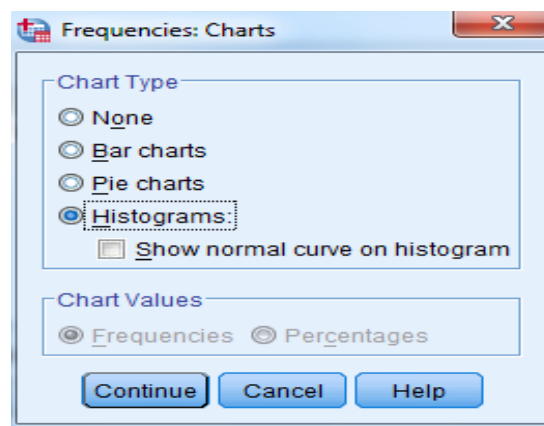 Frequencies: Charts
Chart Type
None
Bar charts
Pie charts
Histograms:
Show normal curve on histogram
Chart Values
Frequencies Percentages
Continue Cancel Help